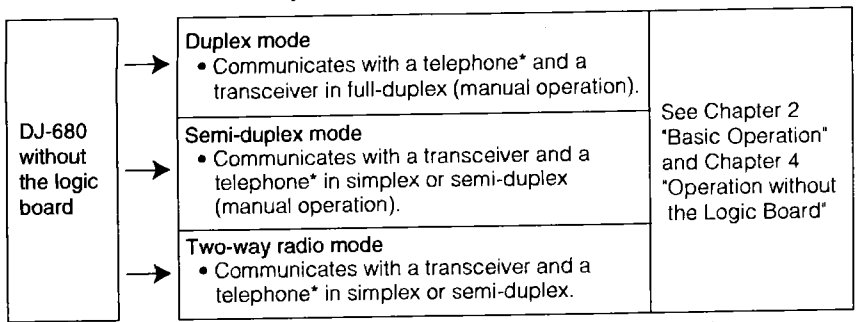 DJ-680
without
the logic
board
Duplex mode
• Communicates with a telephone* and a
transceiver in full-duplex (manual operation).
Semi-duplex mode
• Communicates with a transceiver and a
telephone* in simplex or semi-duplex
(manual operation).
Two-way radio mode
• Communicates with a transceiver and a
telephone* in simplex or semi-duplex.
See Chapter 2
"Basic Operation"
and Chapter 4
"Operation without
the Logic Board"